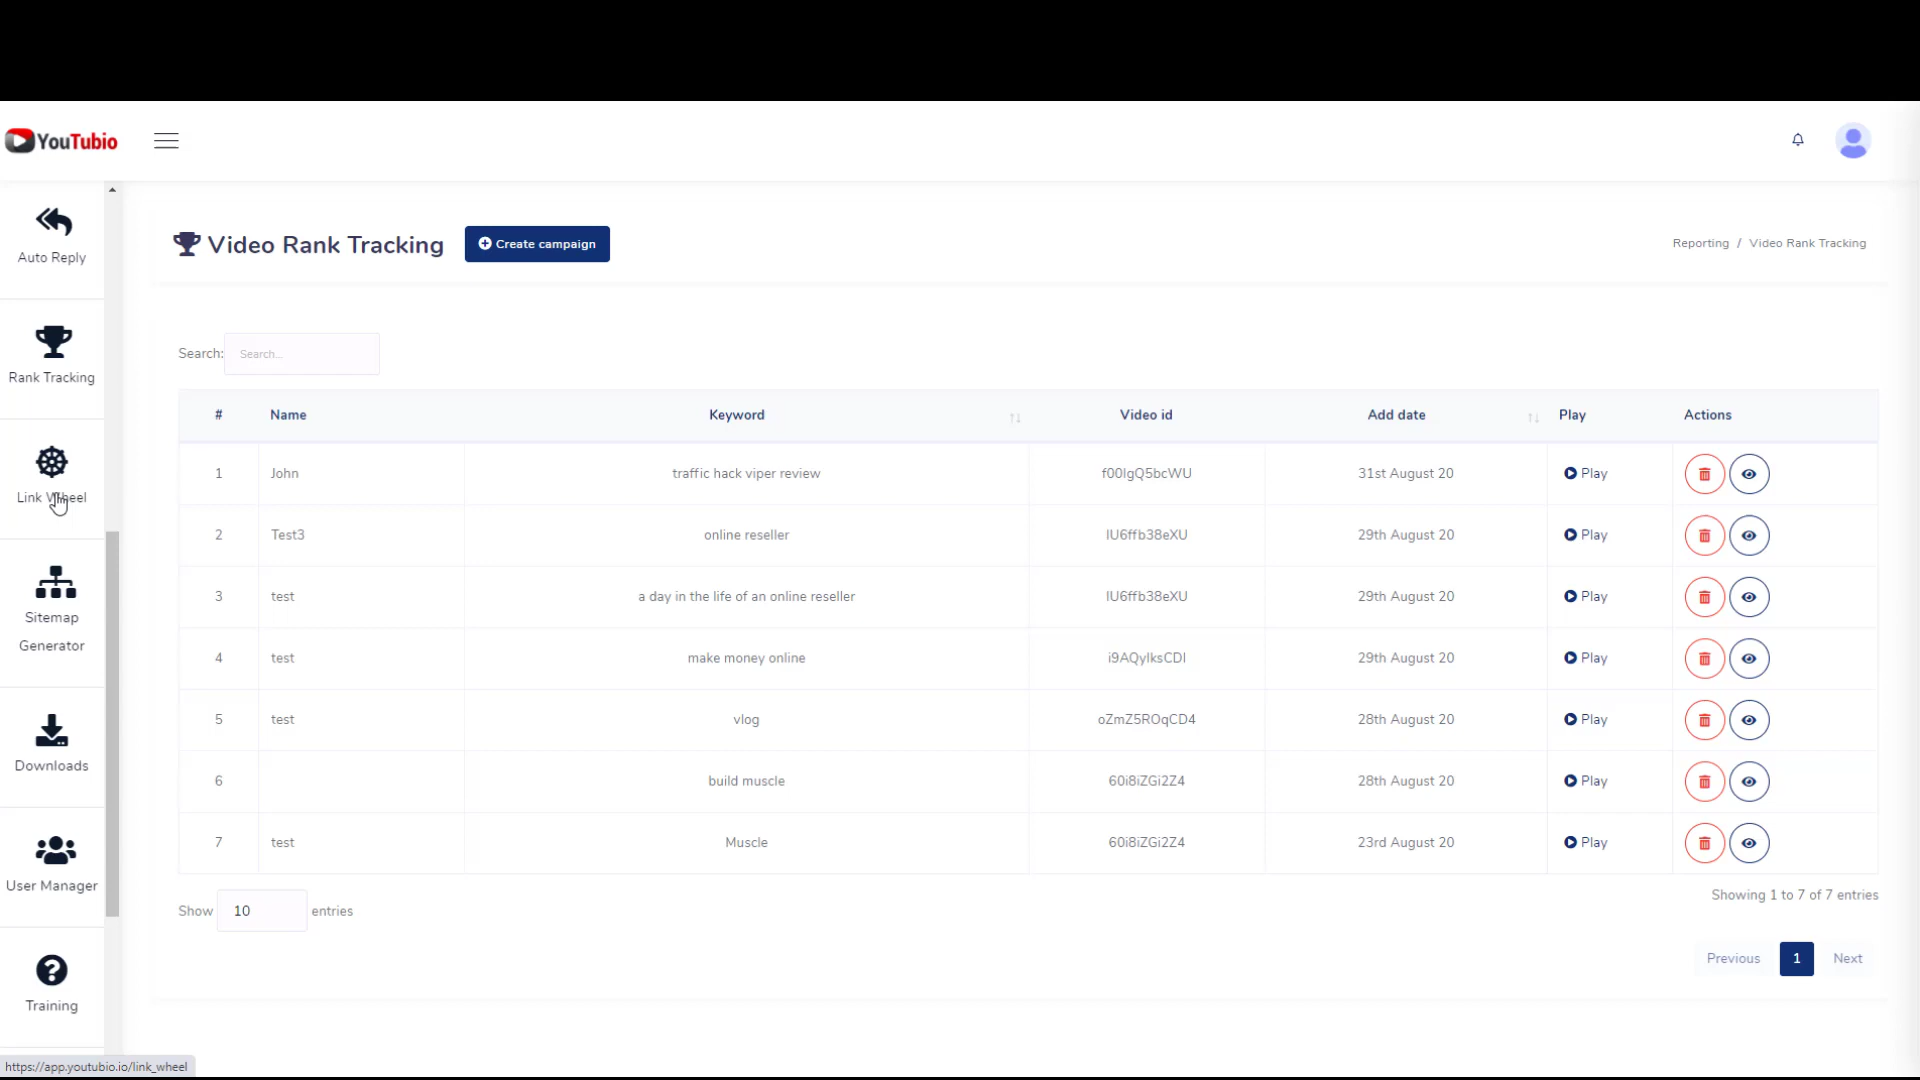 YouTubio
Auto Reply
Rank Tracking
Link Wheel
Sitemap
Generator
Downloads
User Manager
Training
Video Rank Tracking
Create campaign
Reporting / Video Rank Tracking
Search: Search...
# Name Keyword Video id Add date Play Actions
1 John traffic hack viper review f00IgQ5bcWU 31st August 20 Play
2 Test3 online reseller IU6ffb38eXU 29th August 20 Play
3 test a day in the life of an online reseller IU6ffb38eXU 29th August 20 Play
4 test make money online i9AQylksCDI 29th August 20 Play
5 test vlog oZmZ5ROqCD4 28th August 20 Play
6 build muscle 60i8iZGi2Z4 28th August 20 Play
7 test Muscle 60i8iZGi2Z4 23rd August 20 Play
Show 10 entries
Showing 1 to 7 of 7 entries
Previous 1 Next
https://app.youtubio.io/link_wheel